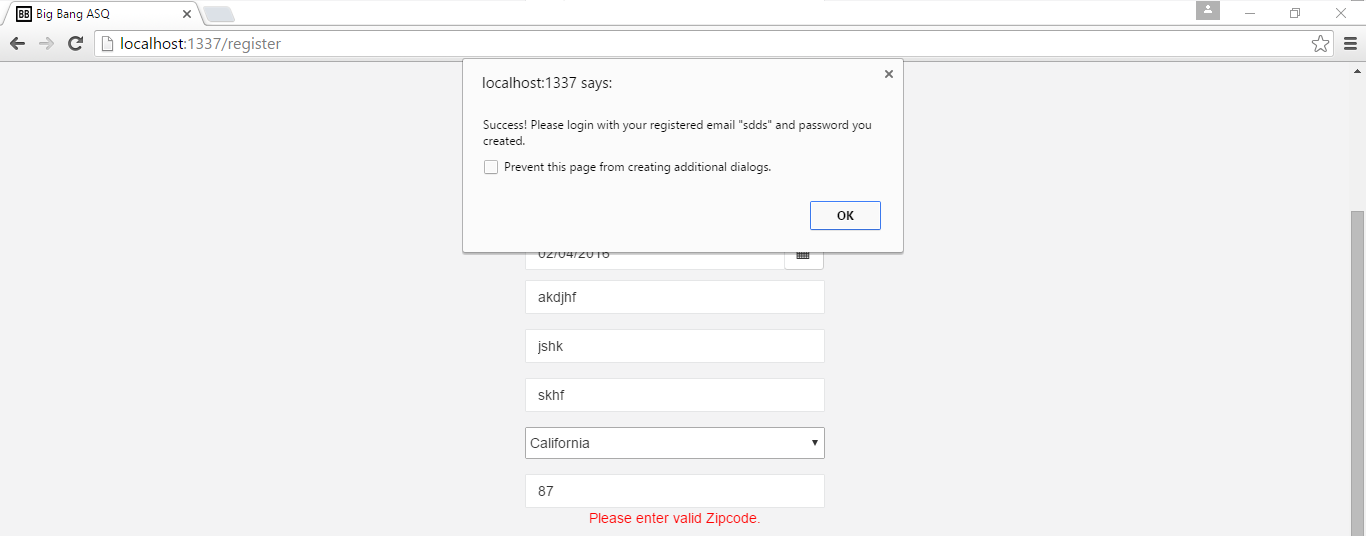 BB Big Bang ASQ
localhost:1337/register
localhost:1337 says:
Success! Please login with your registered email "sdds" and password you
created.
Prevent this page from creating additional dialogs.
OK
02/04/2016
akdjhf
jshk
skhf
California
87
Please enter valid Zipcode.